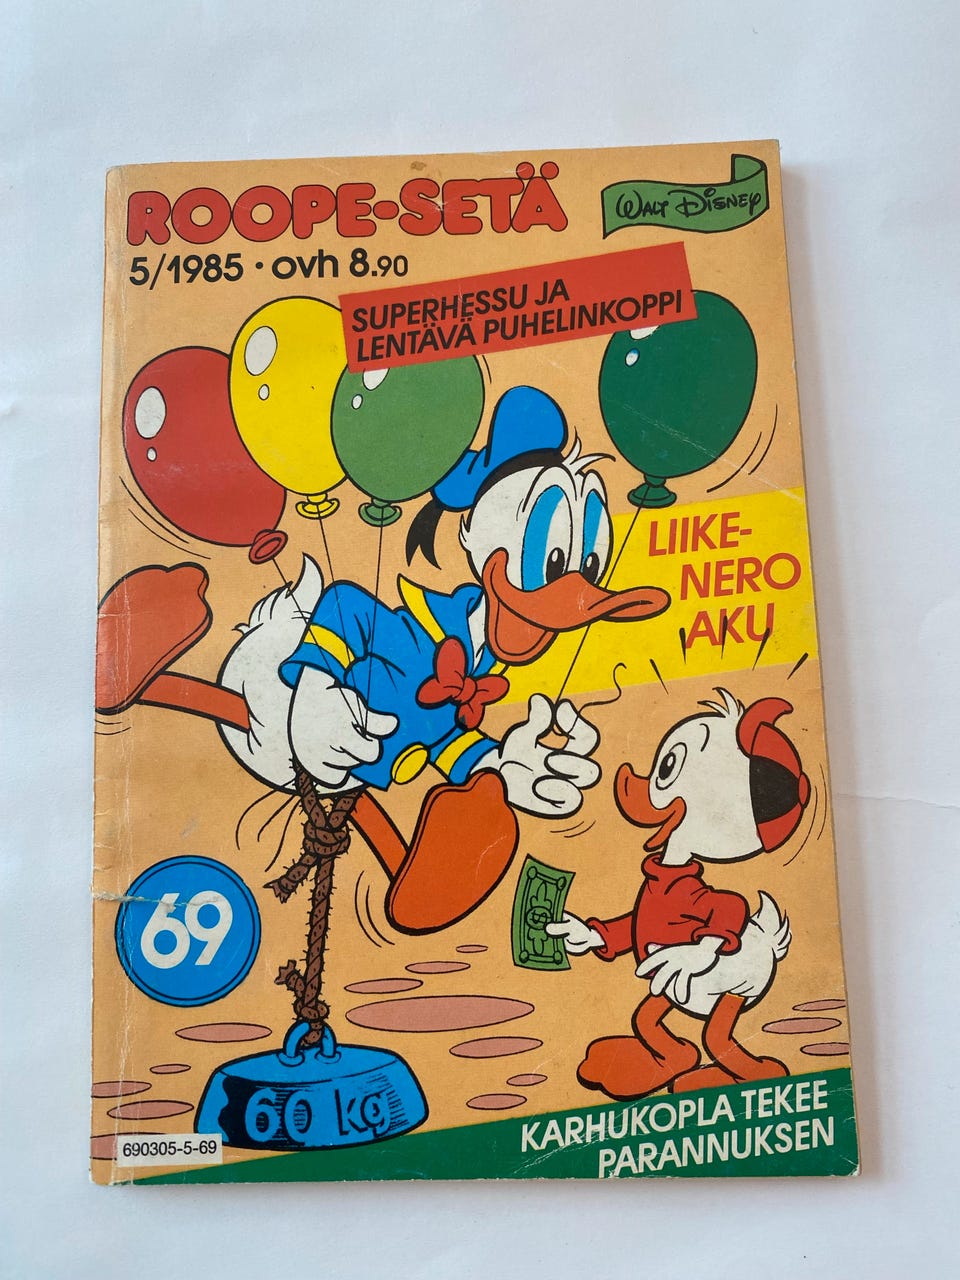 ROOPE-SETÄ
Walt Disney
5/1985 · ovh 8.90
SUPERHESSU JA
LENTÄVÄ PUHELINKOPPI
LIIKE-
NERO
AKU
69
60 kg
KARHUKOPLA TEKEE
PARANNUKSEN
690305-5-69